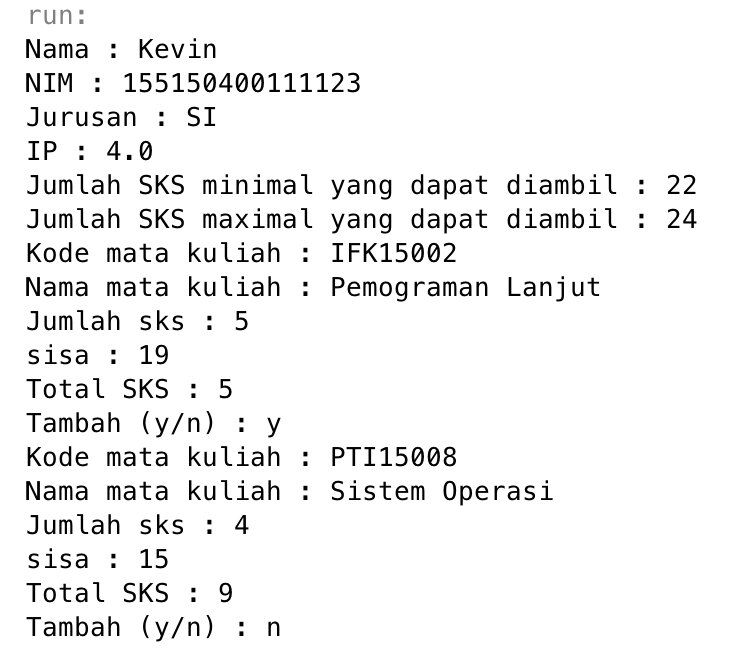 run:
Nama : Kevin
NIM : 155150400111123
Jurusan : SI
IP : 4.0
Jumlah SKS minimal yang dapat diambil : 22
Jumlah SKS maximal yang dapat diambil : 24
Kode mata kuliah : IFK15002
Nama mata kuliah : Pemograman Lanjut
Jumlah sks : 5
sisa : 19
Total SKS : 5
Tambah (y/n) : y
Kode mata kuliah : PTI15008
Nama mata kuliah : Sistem Operasi
Jumlah sks : 4
sisa : 15
Total SKS : 9
Tambah (y/n) : n